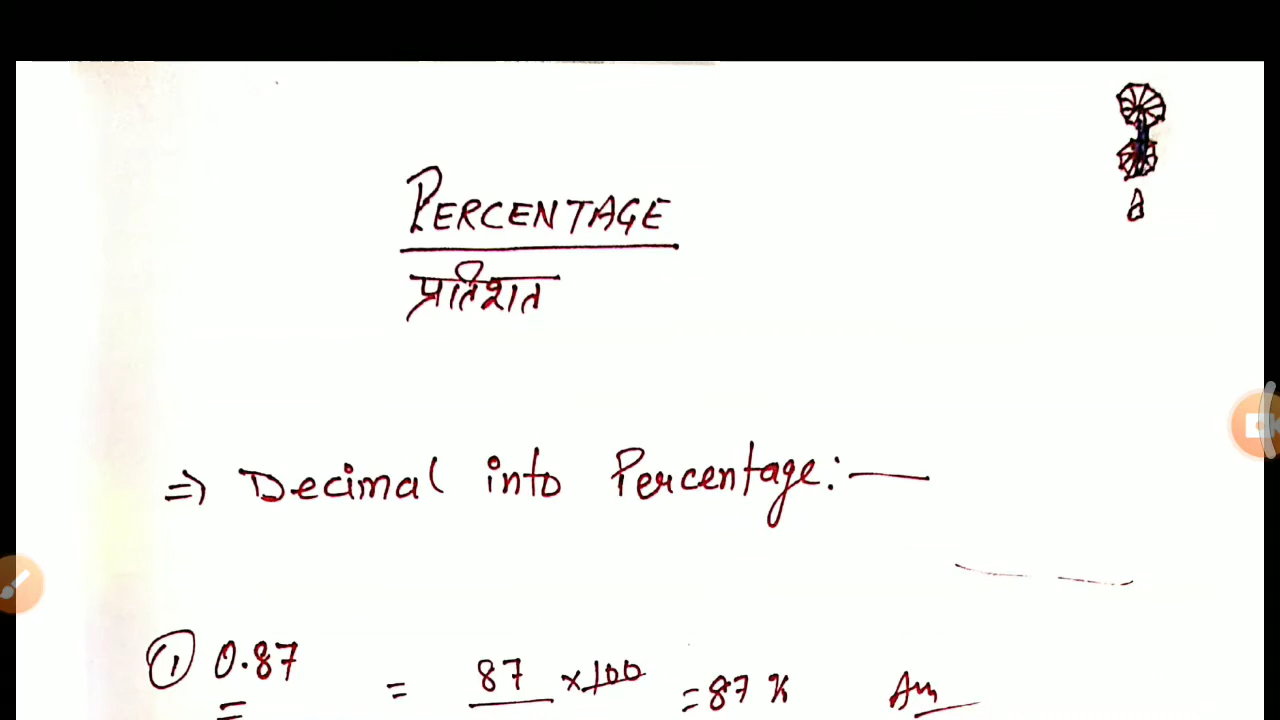 PERCENTAGE
प्रतिशत
⇒ Decimal into Percentage:—
① 0.87 = 87 ×100 = 87 % Ans